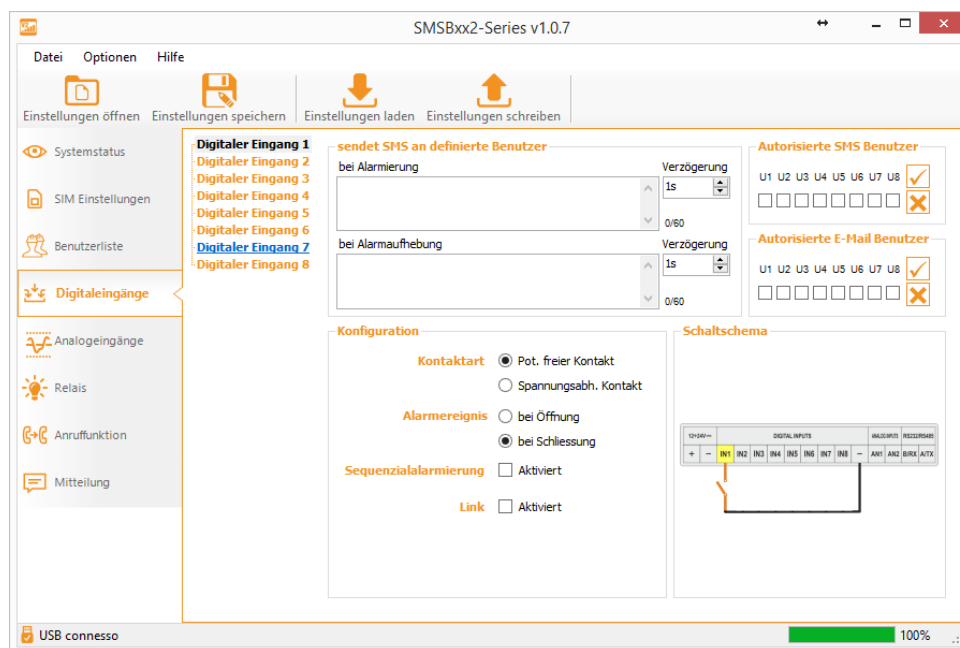 SMSBxx2-Series v1.0.7
Datei Optionen Hilfe
Einstellungen öffnen Einstellungen speichern Einstellungen laden Einstellungen schreiben
Systemstatus
SIM Einstellungen
Benutzerliste
Digitaleingänge
Analogeingänge
Relais
Anruffunktion
Mitteilung
Digitaler Eingang 1
Digitaler Eingang 2
Digitaler Eingang 3
Digitaler Eingang 4
Digitaler Eingang 5
Digitaler Eingang 6
Digitaler Eingang 7
Digitaler Eingang 8
sendet SMS an definierte Benutzer
bei Alarmierung Verzögerung
1s
0/60
bei Alarmaufhebung Verzögerung
1s
0/60
Autorisierte SMS Benutzer
U1 U2 U3 U4 U5 U6 U7 U8
Autorisierte E-Mail Benutzer
U1 U2 U3 U4 U5 U6 U7 U8
Konfiguration
Kontaktart Pot. freier Kontakt
Spannungsabh. Kontakt
Alarmereignis bei Öffnung
bei Schliessung
Sequenzialalarmierung Aktiviert
Link Aktiviert
Schaltschema
12÷24V DIGITAL INPUTS ANALOG INPUTS RS232/RS485
+ - IN1 IN2 IN3 IN4 IN5 IN6 IN7 IN8 - AN1 AN2 B/RX A/TX
USB connesso 100%